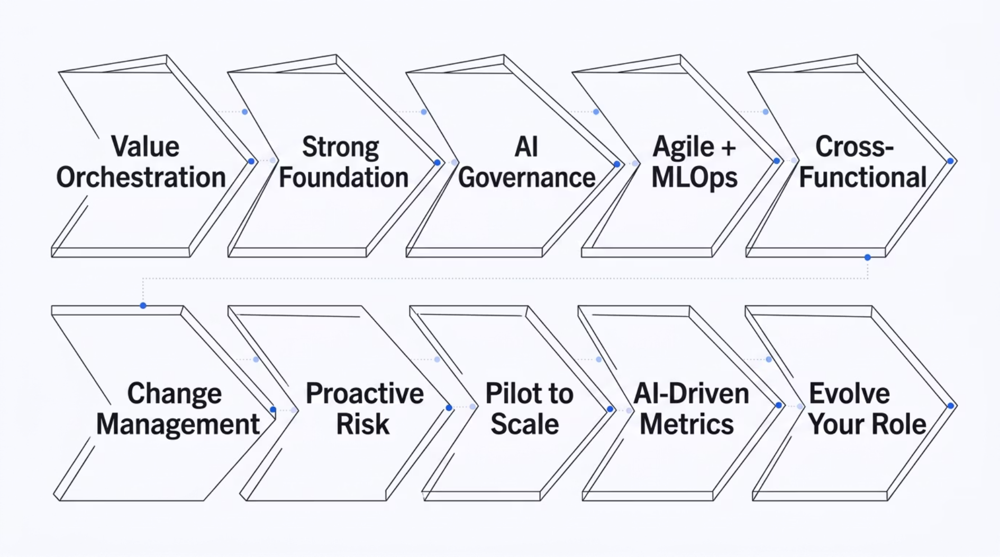 Value
Orchestration
Strong
Foundation
AI
Governance
Agile +
MLOps
Cross-
Functional
Change
Management
Proactive
Risk
Pilot to
Scale
AI-Driven
Metrics
Evolve
Your Role